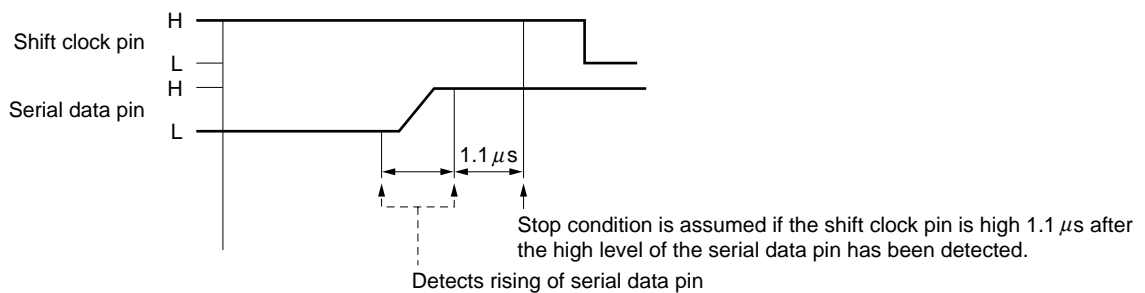 H
Shift clock pin
L
H
Serial data pin
L
1.1 μs
Stop condition is assumed if the shift clock pin is high 1.1 μs after
the high level of the serial data pin has been detected.
Detects rising of serial data pin